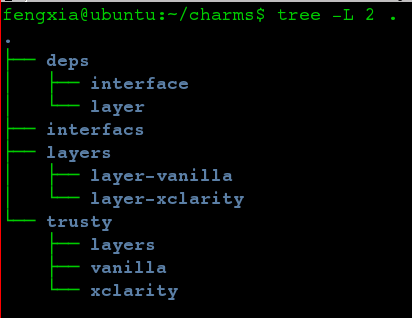 fengxia@ubuntu:~/charms$ tree -L 2 .
.
├── deps
│   ├── interface
│   └── layer
├── interfacs
├── layers
│   ├── layer-vanilla
│   └── layer-xclarity
└── trusty
    ├── layers
    ├── vanilla
    └── xclarity